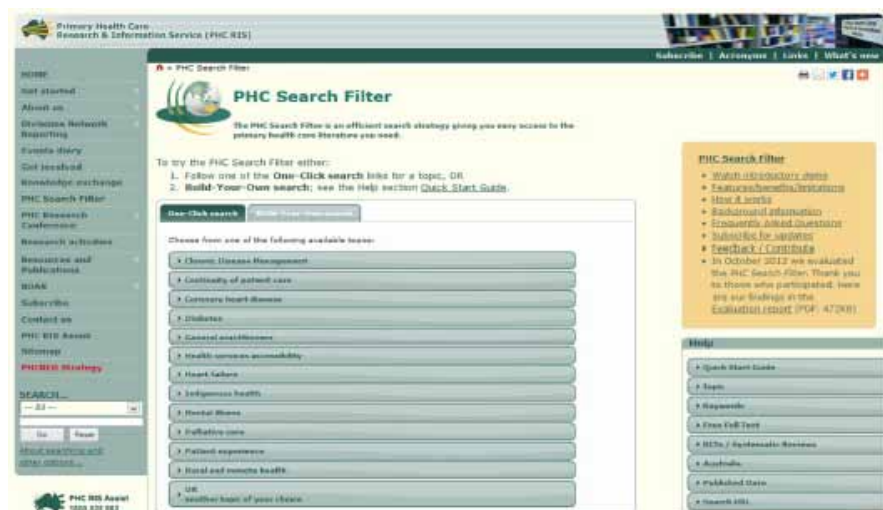 Primary Health Care
Research & Information Service (PHC RIS)
Subscribe | Acronyms | Links | What's new
» PHC Search Filter
HOME
Get started
About us
Divisions Network
Reporting
Events diary
Get involved
Knowledge exchange
PHC Search Filter
PHC Research
Conference
Research activities
Resources and
Publications
ROAR
Subscribe
Contact us
PHC RIS Assist
Sitemap
PHCRED Strategy
SEARCH...
--- All ---
Go Reset
About searching and
other options...
PHC RIS Assist
PHC Search Filter
The PHC Search Filter is an efficient search strategy giving you easy access to the
primary health care literature you need.
To try the PHC Search Filter either:
1. Follow one of the One-Click search links for a topic, OR
2. Build-Your-Own search; see the Help section Quick Start Guide.
One-Click search Build-Your-Own search
Choose from one of the following available topics:
Chronic Disease Management
Continuity of patient care
Coronary heart disease
Diabetes
General practitioners
Health services accessibility
Heart failure
Indigenous health
Mental illness
Palliative care
Patient experience
Rural and remote health
OR
another topic of your choice
PHC Search Filter
• Watch introductory demo
• Features/benefits/limitations
• How it works
• Background information
• Frequently Asked Questions
• Subscribe for updates
• Feedback / Contribute
• In October 2012 we evaluated
the PHC Search Filter. Thank you
to those who participated. Here
are our findings in the
Evaluation report (PDF, 472KB)
Help
Quick Start Guide
Topic
Keywords
Free Full Text
RCTs / Systematic Reviews
Australia
Published Date
Search URL